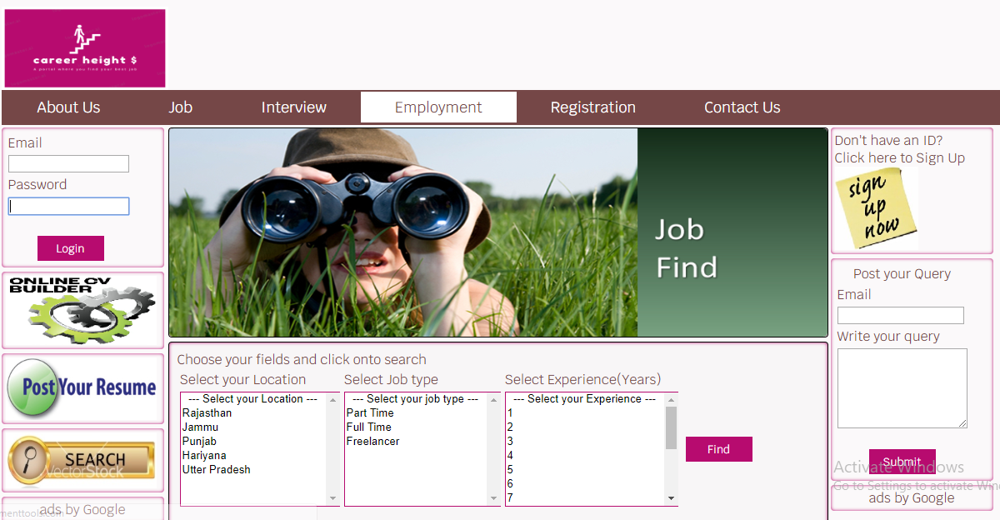 career height $
A portal where you find your best job
About Us
Job
Interview
Employment
Registration
Contact Us
Email
Password
Login
ONLINE CV
BUILDER
Post Your Resume
SEARCH
VectorStock
ads by Google
menttools.com
Job
Find
Choose your fields and click onto search
Select your Location
Select Job type
Select Experience(Years)
--- Select your Location ---
Rajasthan
Jammu
Punjab
Hariyana
Utter Pradesh
--- Select your job type ---
Part Time
Full Time
Freelancer
--- Select your Experience ---
1
2
3
4
5
6
7
Find
Don't have an ID?
Click here to Sign Up
sign
up
now
Post your Query
Email
Write your query
Submit
Activate Windows
Go to Settings to activate Win
ads by Google